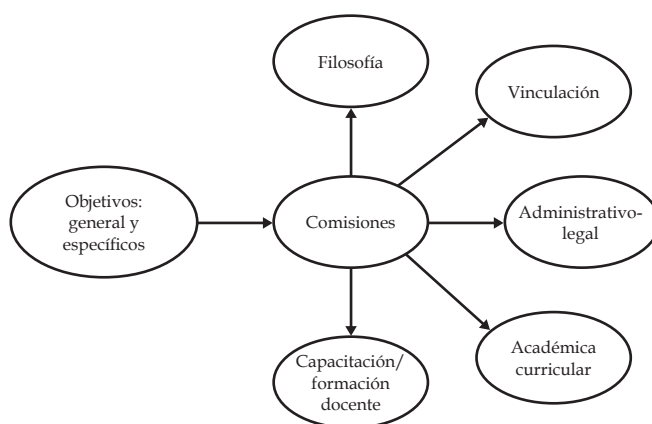 Filosofía
Vinculación
Objetivos:
general y
específicos
Comisiones
Administrativo-
legal
Académica
curricular
Capacitación/
formación
docente